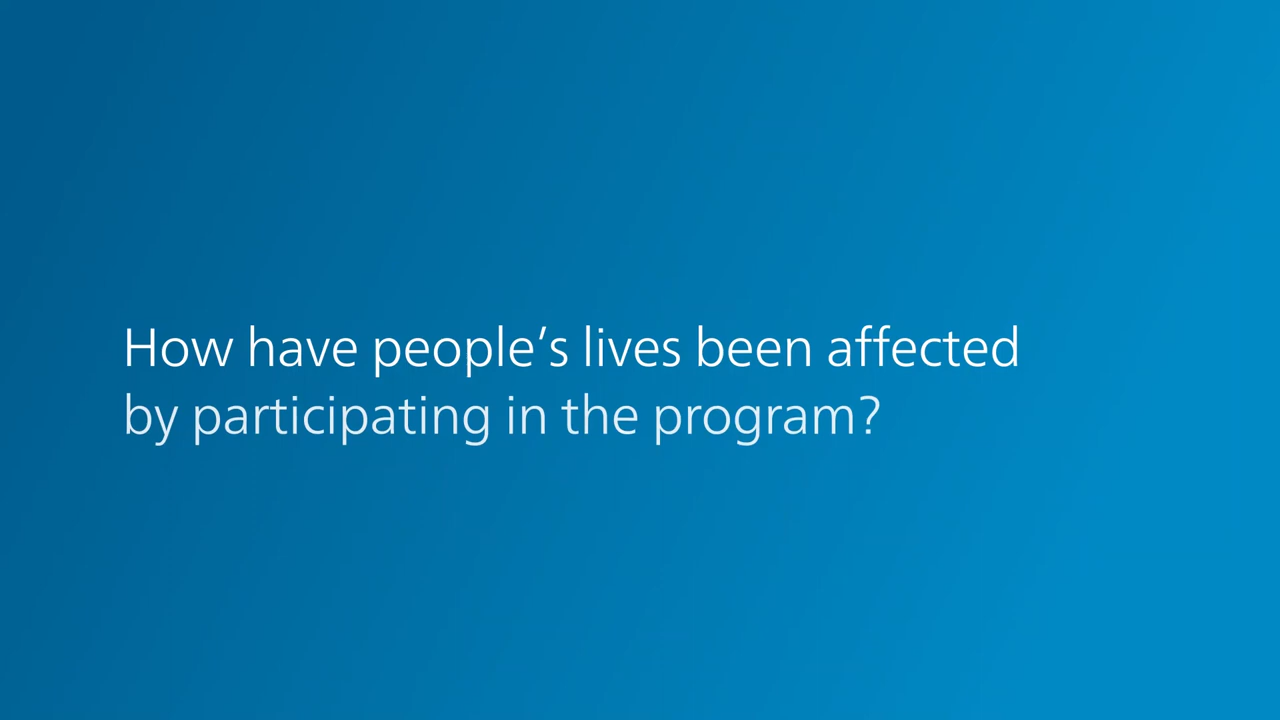 How have people’s lives been affected
by participating in the program?